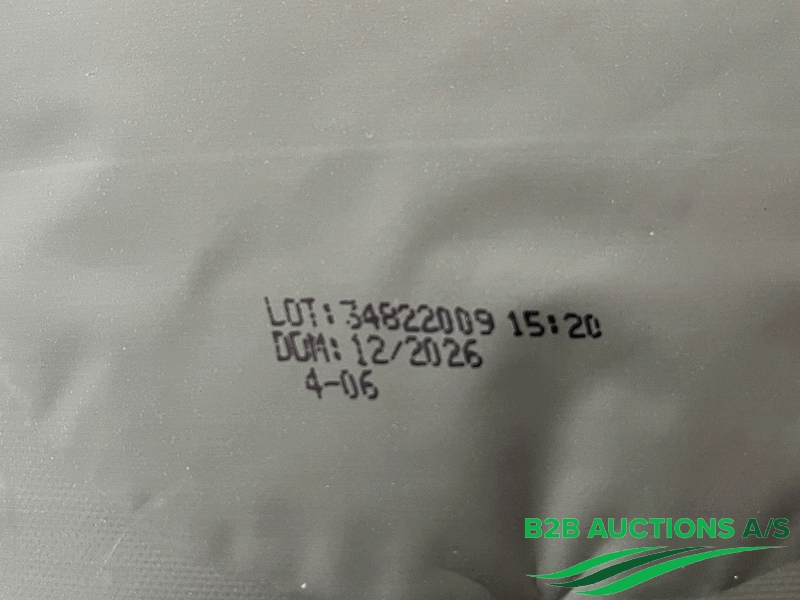 LOT:34822009 15:20
DOM:12/2026
4-06
B2B AUCTIONS A/S